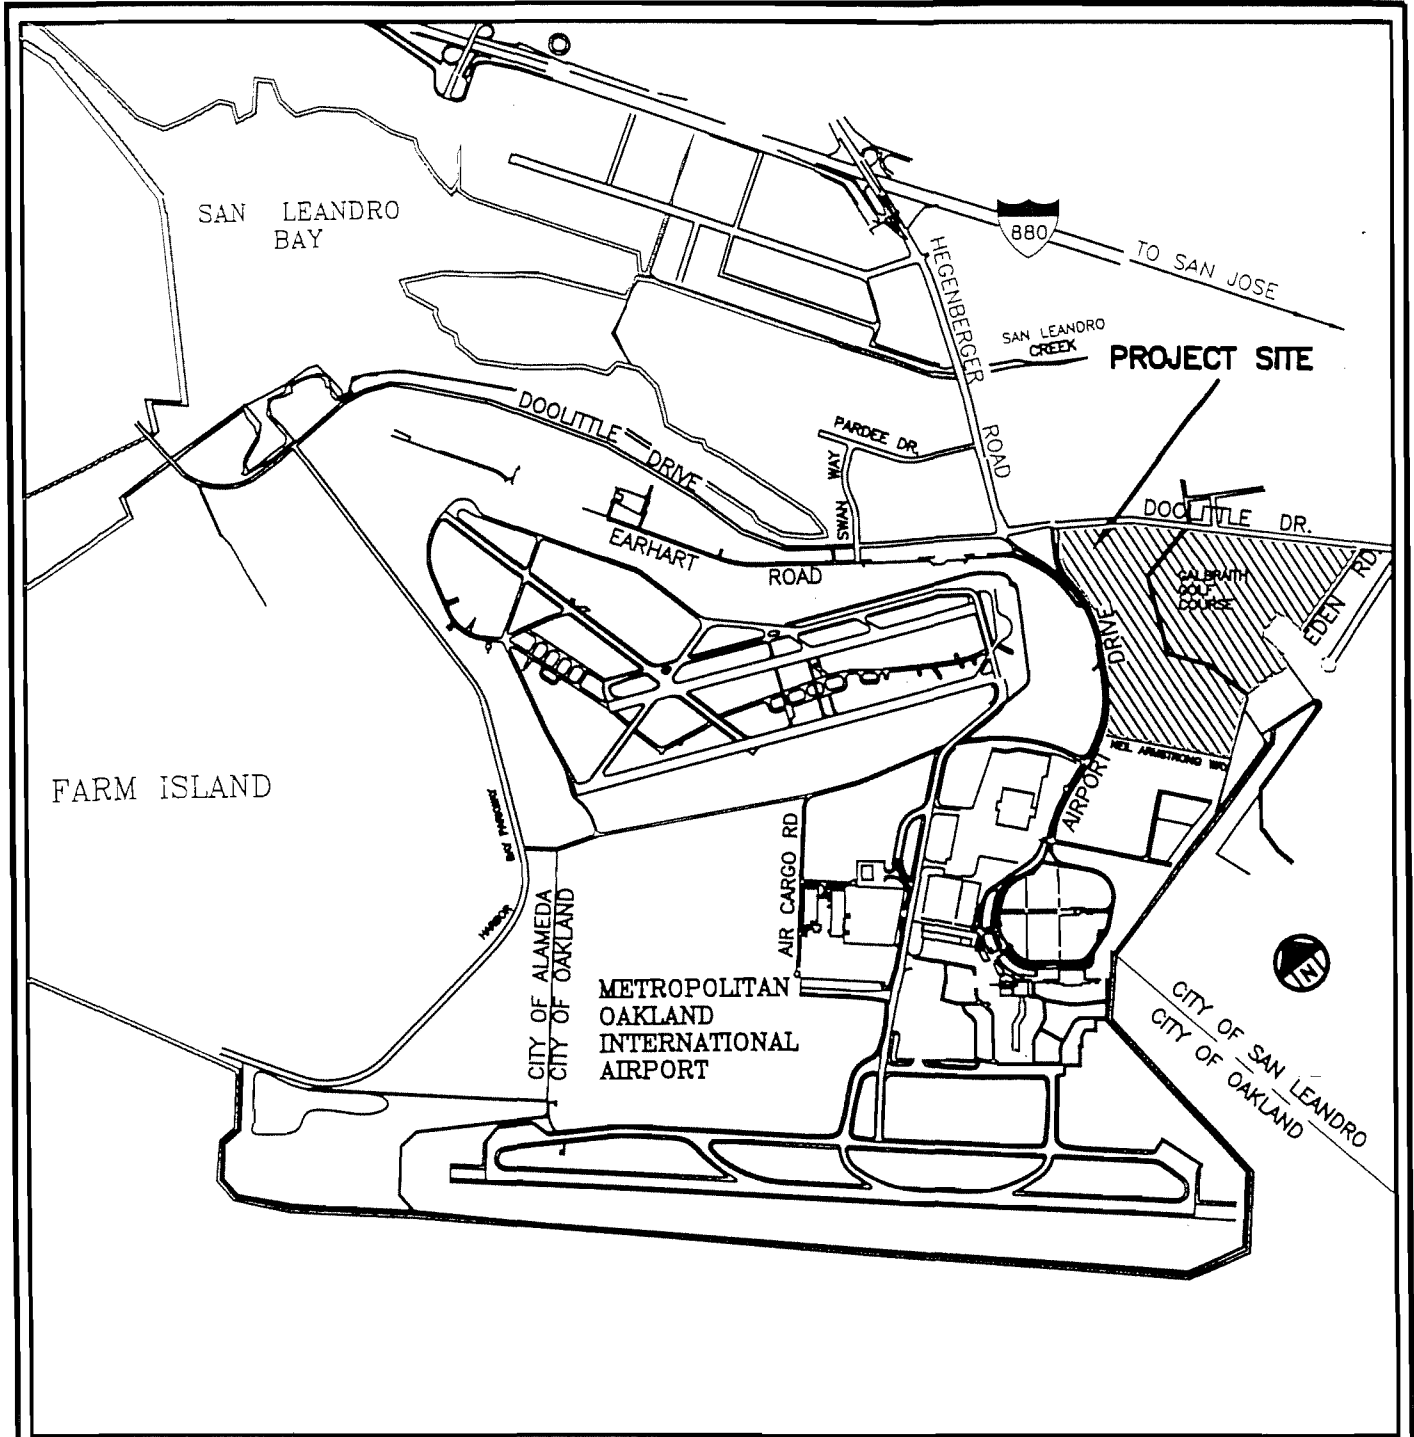 SAN LEANDRO
BAY
880
TO SAN JOSE
HEGENBERGER
ROAD
SAN LEANDRO
CREEK
PROJECT SITE
DOOLITTLE DRIVE
PARDEE DR.
SWAN WAY
DOOLITTLE DR.
EARHART
ROAD
GALBRAITH
GOLF
COURSE
EDEN RD
DRIVE
AIRPORT
NEIL ARMSTRONG
FARM ISLAND
HARBOR
BAY PARKWAY
AIR CARGO RD
CITY OF ALAMEDA
CITY OF OAKLAND
METROPOLITAN
OAKLAND
INTERNATIONAL
AIRPORT
N
CITY OF SAN LEANDRO
CITY OF OAKLAND